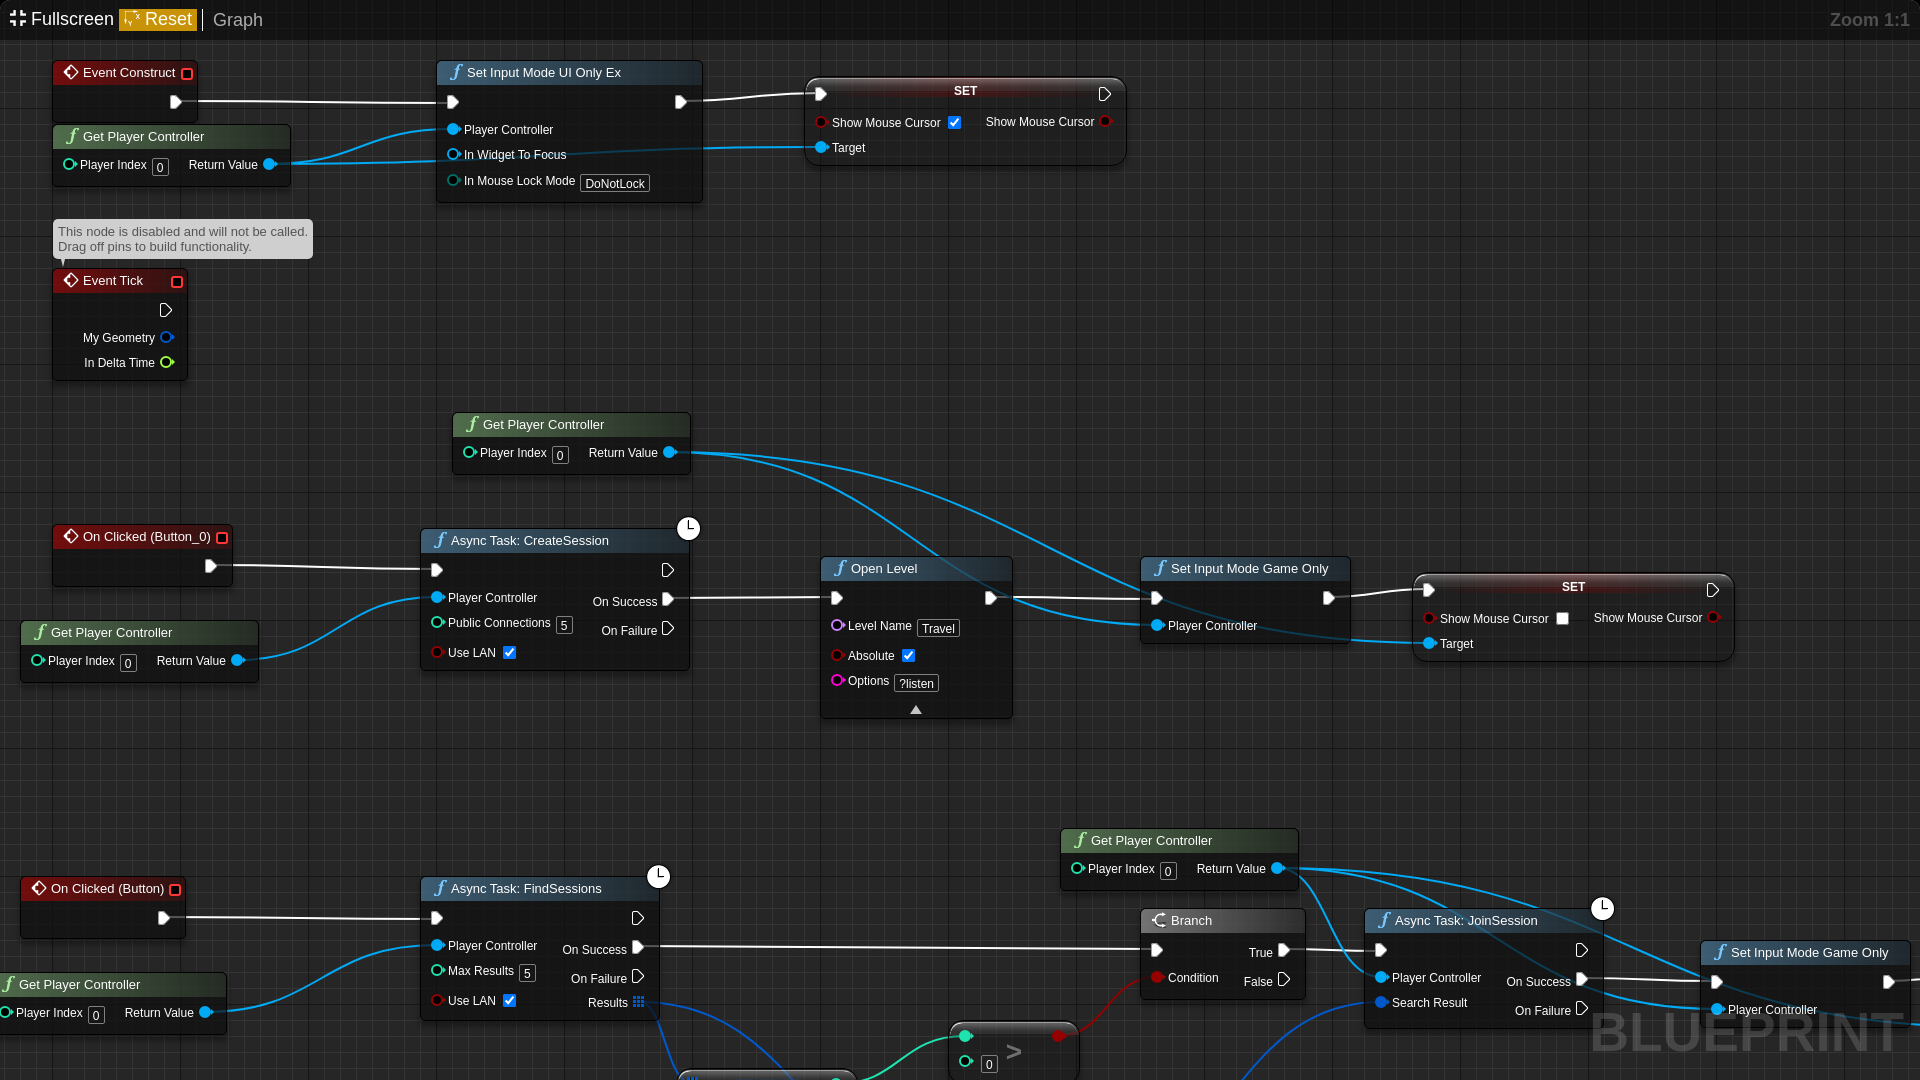 Fullscreen Reset Graph Zoom 1:1
Event Construct
Get Player Controller
Player Index 0 Return Value
Set Input Mode UI Only Ex
Player Controller
In Widget To Focus
In Mouse Lock Mode DoNotLock
SET
Show Mouse Cursor Show Mouse Cursor
Target
This node is disabled and will not be called.
Drag off pins to build functionality.
Event Tick
My Geometry
In Delta Time
Get Player Controller
Player Index 0 Return Value
On Clicked (Button_0)
Get Player Controller
Player Index 0 Return Value
Async Task: CreateSession
Player Controller On Success
Public Connections 5 On Failure
Use LAN
Open Level
Level Name Travel
Absolute
Options ?listen
Set Input Mode Game Only
Player Controller
SET
Show Mouse Cursor Show Mouse Cursor
Target
On Clicked (Button)
Get Player Controller
Player Index 0 Return Value
Async Task: FindSessions
Player Controller On Success
Max Results 5 On Failure
Use LAN Results
Get Player Controller
Player Index 0 Return Value
Branch
True
Condition False
> 0
Async Task: JoinSession
Player Controller On Success
Search Result On Failure
Set Input Mode Game Only
Player Controller
BLUEPRINT